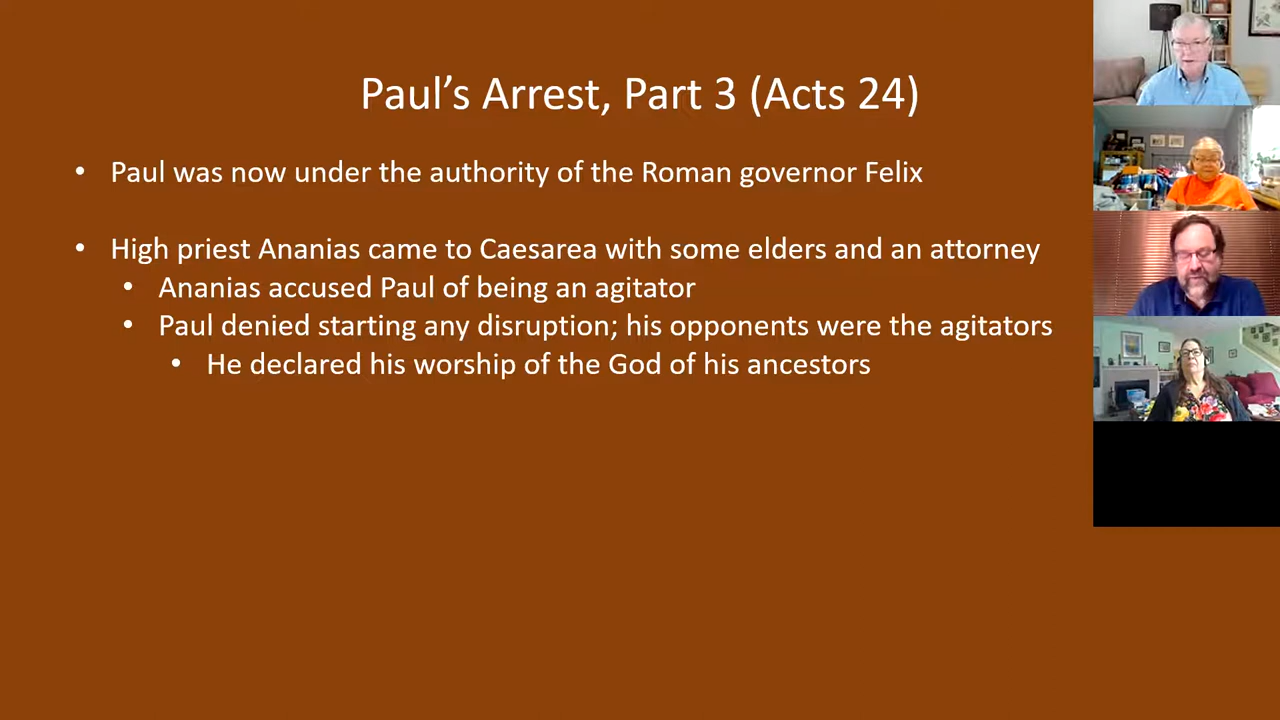 Paul’s Arrest, Part 3 (Acts 24)
• Paul was now under the authority of the Roman governor Felix
• High priest Ananias came to Caesarea with some elders and an attorney
• Ananias accused Paul of being an agitator
• Paul denied starting any disruption; his opponents were the agitators
• He declared his worship of the God of his ancestors